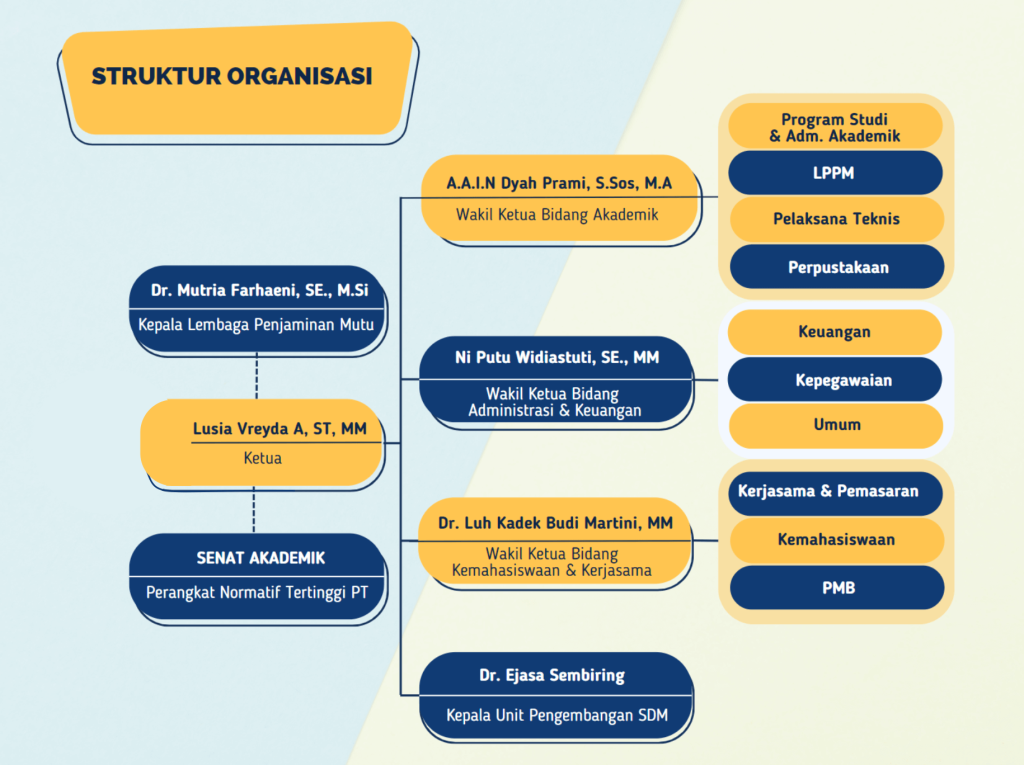 STRUKTUR ORGANISASI
Dr. Mutria Farhaeni, SE., M.Si
Kepala Lembaga Penjaminan Mutu
Lusia Vreyda A, ST, MM
Ketua
SENAT AKADEMIK
Perangkat Normatif Tertinggi PT
A.A.I.N Dyah Prami, S.Sos, M.A
Wakil Ketua Bidang Akademik
Program Studi
& Adm. Akademik
LPPM
Pelaksana Teknis
Perpustakaan
Ni Putu Widiastuti, SE., MM
Wakil Ketua Bidang
Administrasi & Keuangan
Keuangan
Kepegawaian
Umum
Dr. Luh Kadek Budi Martini, MM
Wakil Ketua Bidang
Kemahasiswaan & Kerjasama
Kerjasama & Pemasaran
Kemahasiswaan
PMB
Dr. Ejasa Sembiring
Kepala Unit Pengembangan SDM